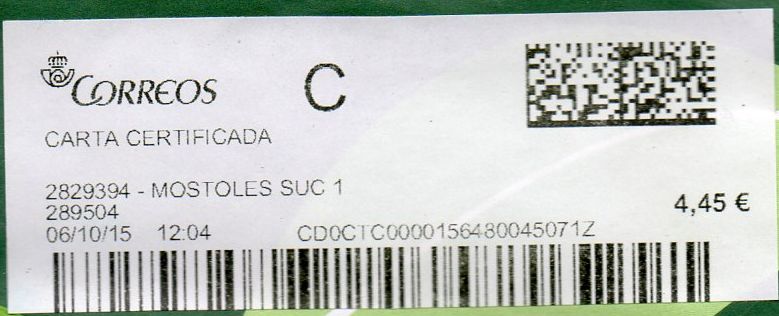 CORREOS
C
CARTA CERTIFICADA
2829394 - MOSTOLES SUC 1
289504
4,45 €
06/10/15 12:04 CD0CTC0000156480045071Z